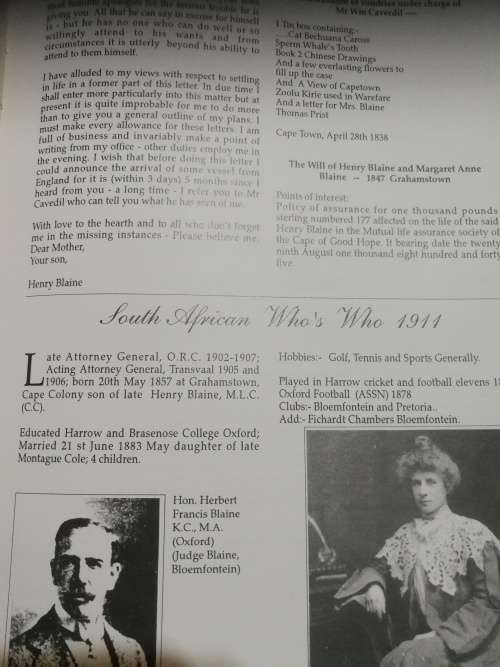 giving you. All that he can say in excuse for himself
is - but he has no one who can do well or so
willingly attend to his wants and from
circumstances it is utterly beyond his ability to
attend to them himself.
I have alluded to my views with respect to settling
in life in a former part of this letter. In due time I
shall enter more particularly into this matter but at
present it is quite improbable for me to do more
than to give you a general outline of my plans. I
must make every allowance for these letters. I am
full of business and invariably make a point of
writing from my office - other duties employ me in
the evening. I wish that before doing this letter I
could announce the arrival of some vessel from
England for it is (within 3 days) 5 months since I
heard from you - a long time - I refer you to Mr
Cavedil who can tell you what he has seen of me.
With love to the hearth and to all who don't forget
me in the missing instances - Please believe me,
Dear Mother,
Your son,
Henry Blaine
to sundries under charge of
Mr Wm Caverdil ----
1 Tin box containing:-
.....Cat Bechuana Caross
Sperm Whale's Tooth
Book 2 Chinese Drawings
And a few everlasting flowers to
fill up the case
And A View of Capetown
Zoolu Kirie used in Warefare
And a letter for Mrs. Blaine
Thomas Prist
Cape Town, April 28th 1838
The Will of Henry Blaine and Margaret Anne
Blaine -- 1847 Grahamstown
Points of interest:
Policy of assurance for one thousand pounds
sterling numbered 177 affected on the life of the said
Henry Blaine in the Mutual life assurance society of
the Cape of Good Hope. It bearing date the twenty
ninth August one thousand eight hundred and forty
five.
South African Who's Who 1911
Late Attorney General, O.R.C. 1902-1907;
Acting Attorney General, Transvaal 1905 and
1906; born 20th May 1857 at Grahamstown,
Cape Colony son of late Henry Blaine, M.L.C.
(C.C).
Educated Harrow and Brasenose College Oxford;
Married 21 st June 1883 May daughter of late
Montague Cole; 4 children.
Hobbies:- Golf, Tennis and Sports Generally.
Played in Harrow cricket and football elevens
Oxford Football (ASSN) 1878
Clubs:- Bloemfontein and Pretoria..
Add:- Fichardt Chambers Bloemfontein.
Hon. Herbert
Francis Blaine
K.C., M.A.
(Oxford)
(Judge Blaine,
Bloemfontein)